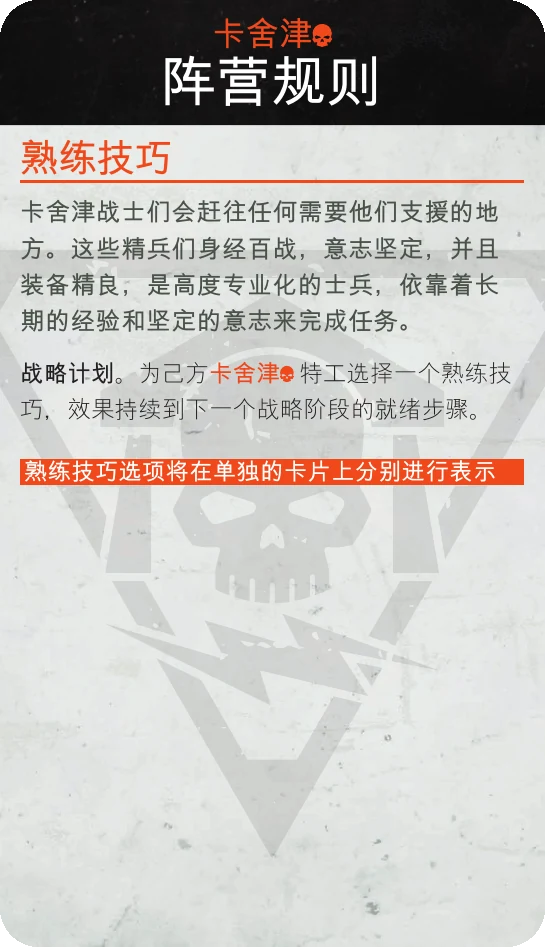 卡舍津
阵营规则
熟练技巧
卡舍津战士们会赶往任何需要他们支援的地
方。这些精兵们身经百战，意志坚定，并且
装备精良，是高度专业化的士兵，依靠着长
期的经验和坚定的意志来完成任务。
战略计划。为己方卡舍津特工选择一个熟练技
巧，效果持续到下一个战略阶段的就绪步骤。
熟练技巧选项将在单独的卡片上分别进行表示